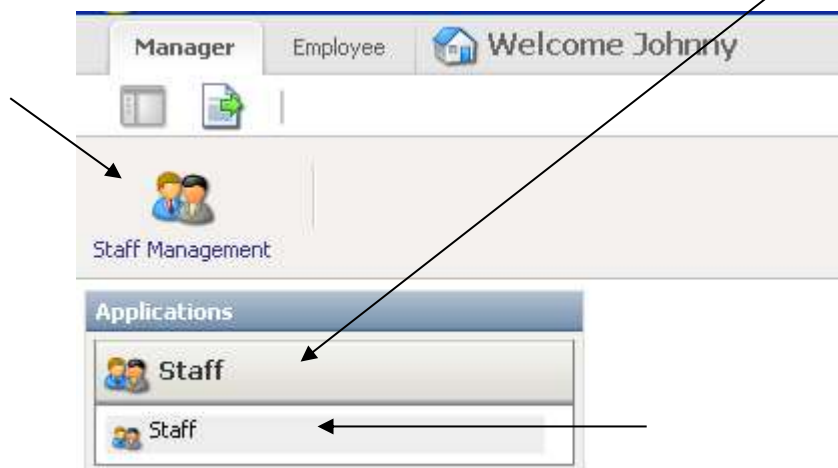 Manager Employee Welcome Johnny
Staff Management
Applications
Staff
Staff